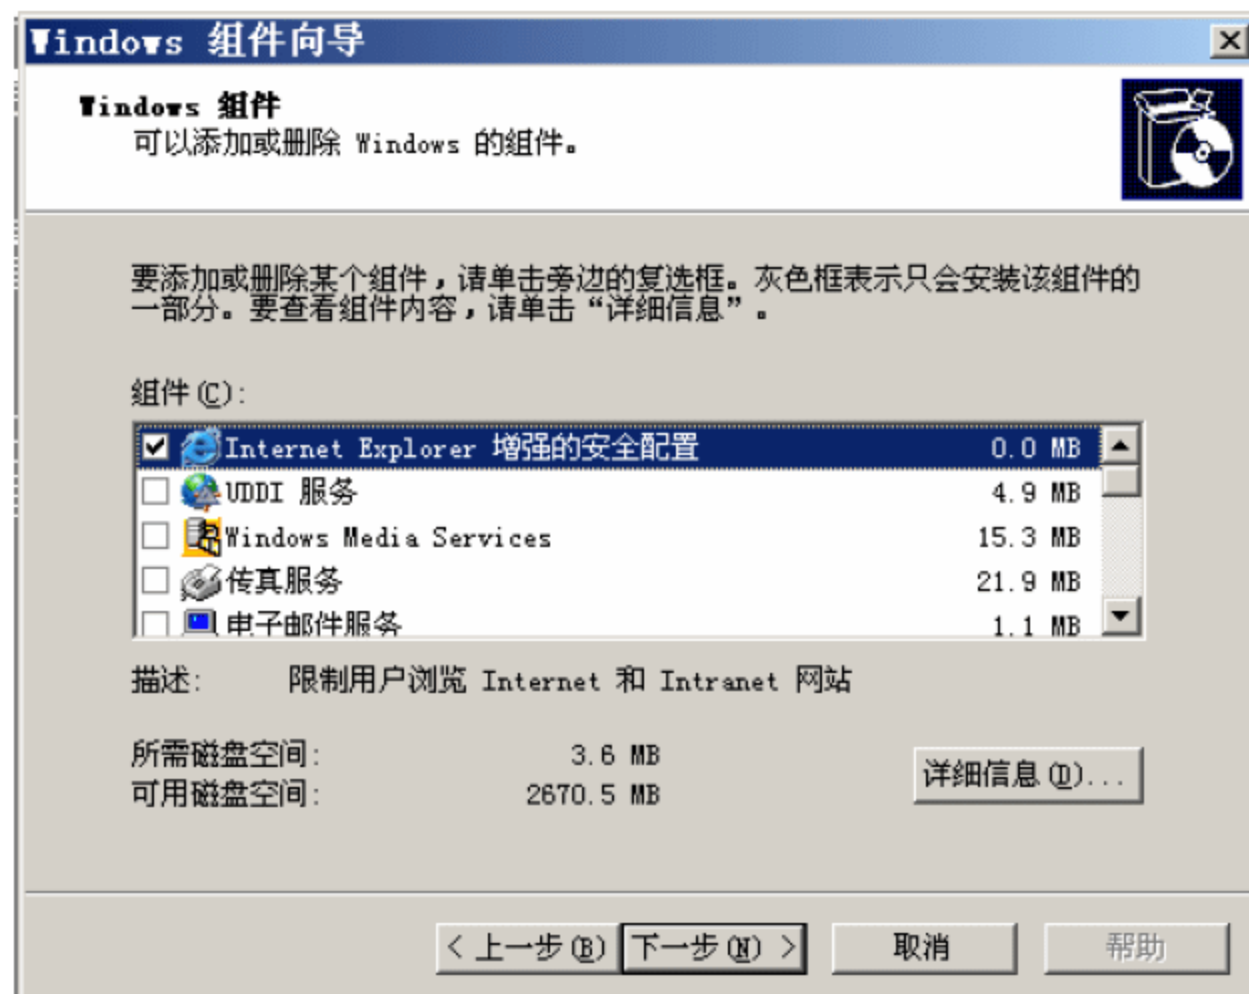 Windows 组件向导
Windows 组件
可以添加或删除 Windows 的组件。
要添加或删除某个组件，请单击旁边的复选框。灰色框表示只会安装该组件的
一部分。要查看组件内容，请单击“详细信息”。
组件(C):
Internet Explorer 增强的安全配置 0.0 MB
UDDI 服务 4.9 MB
Windows Media Services 15.3 MB
传真服务 21.9 MB
电子邮件服务 1.1 MB
描述: 限制用户浏览 Internet 和 Intranet 网站
所需磁盘空间: 3.6 MB
可用磁盘空间: 2670.5 MB
详细信息(D)...
< 上一步(B) 下一步(N) > 取消 帮助